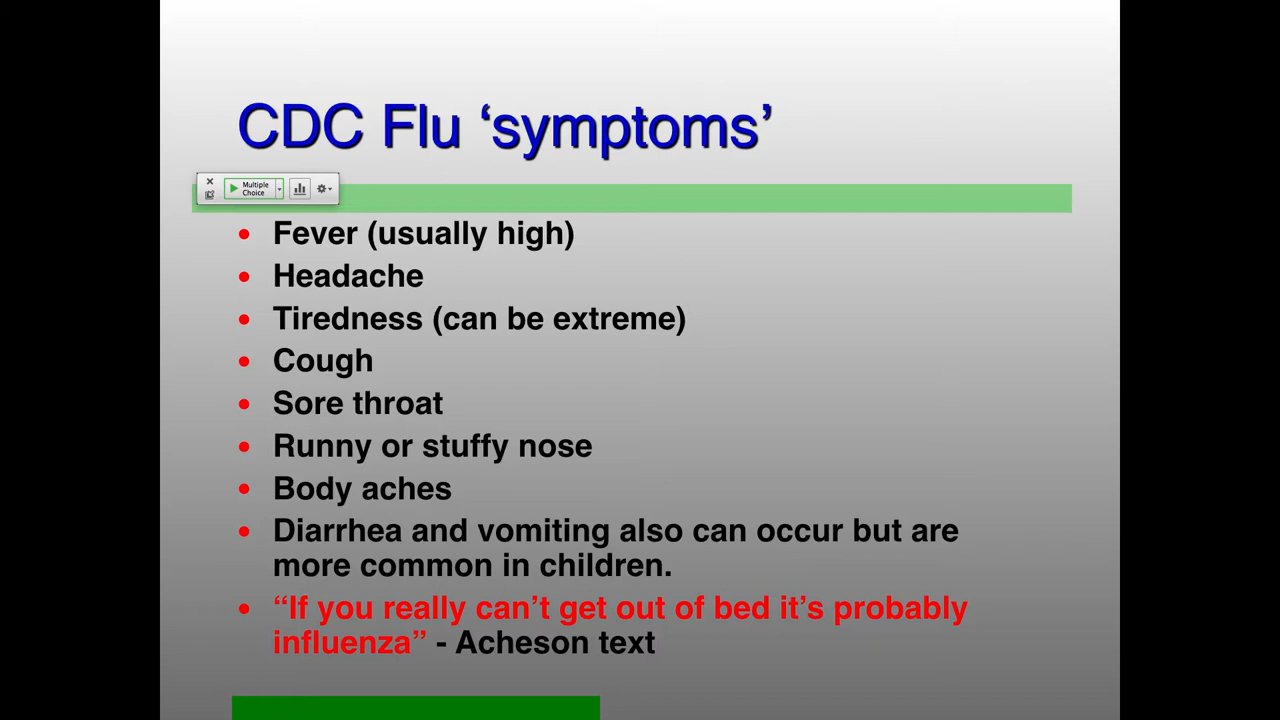 CDC Flu ‘symptoms’
Multiple
Choice
Fever (usually high)
Headache
Tiredness (can be extreme)
Cough
Sore throat
Runny or stuffy nose
Body aches
Diarrhea and vomiting also can occur but are
more common in children.
“If you really can’t get out of bed it’s probably
influenza” - Acheson text